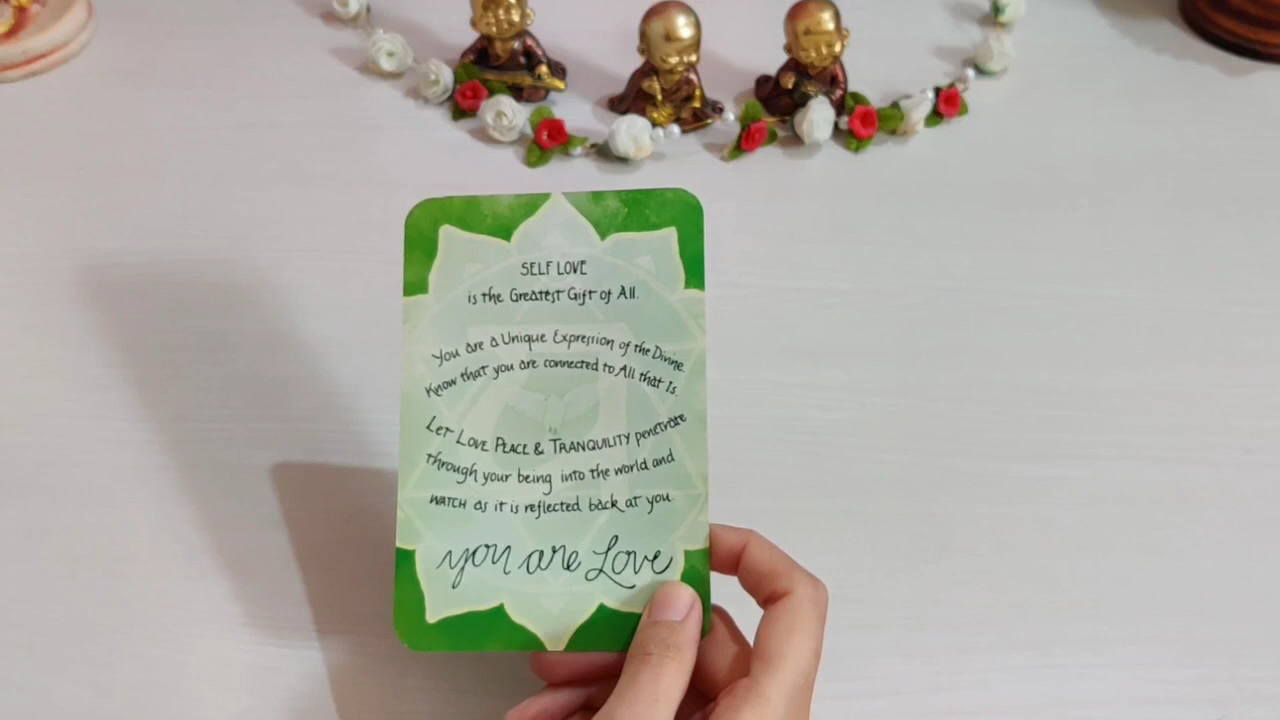 SELF LOVE
is the Greatest Gift of All.
You are a Unique Expression of the Divine.
Know that you are connected to All that Is.
Let LOVE PEACE & TRANQUILITY penetrate
through your being into the world and
WATCH as it is reflected back at you.
you are Love